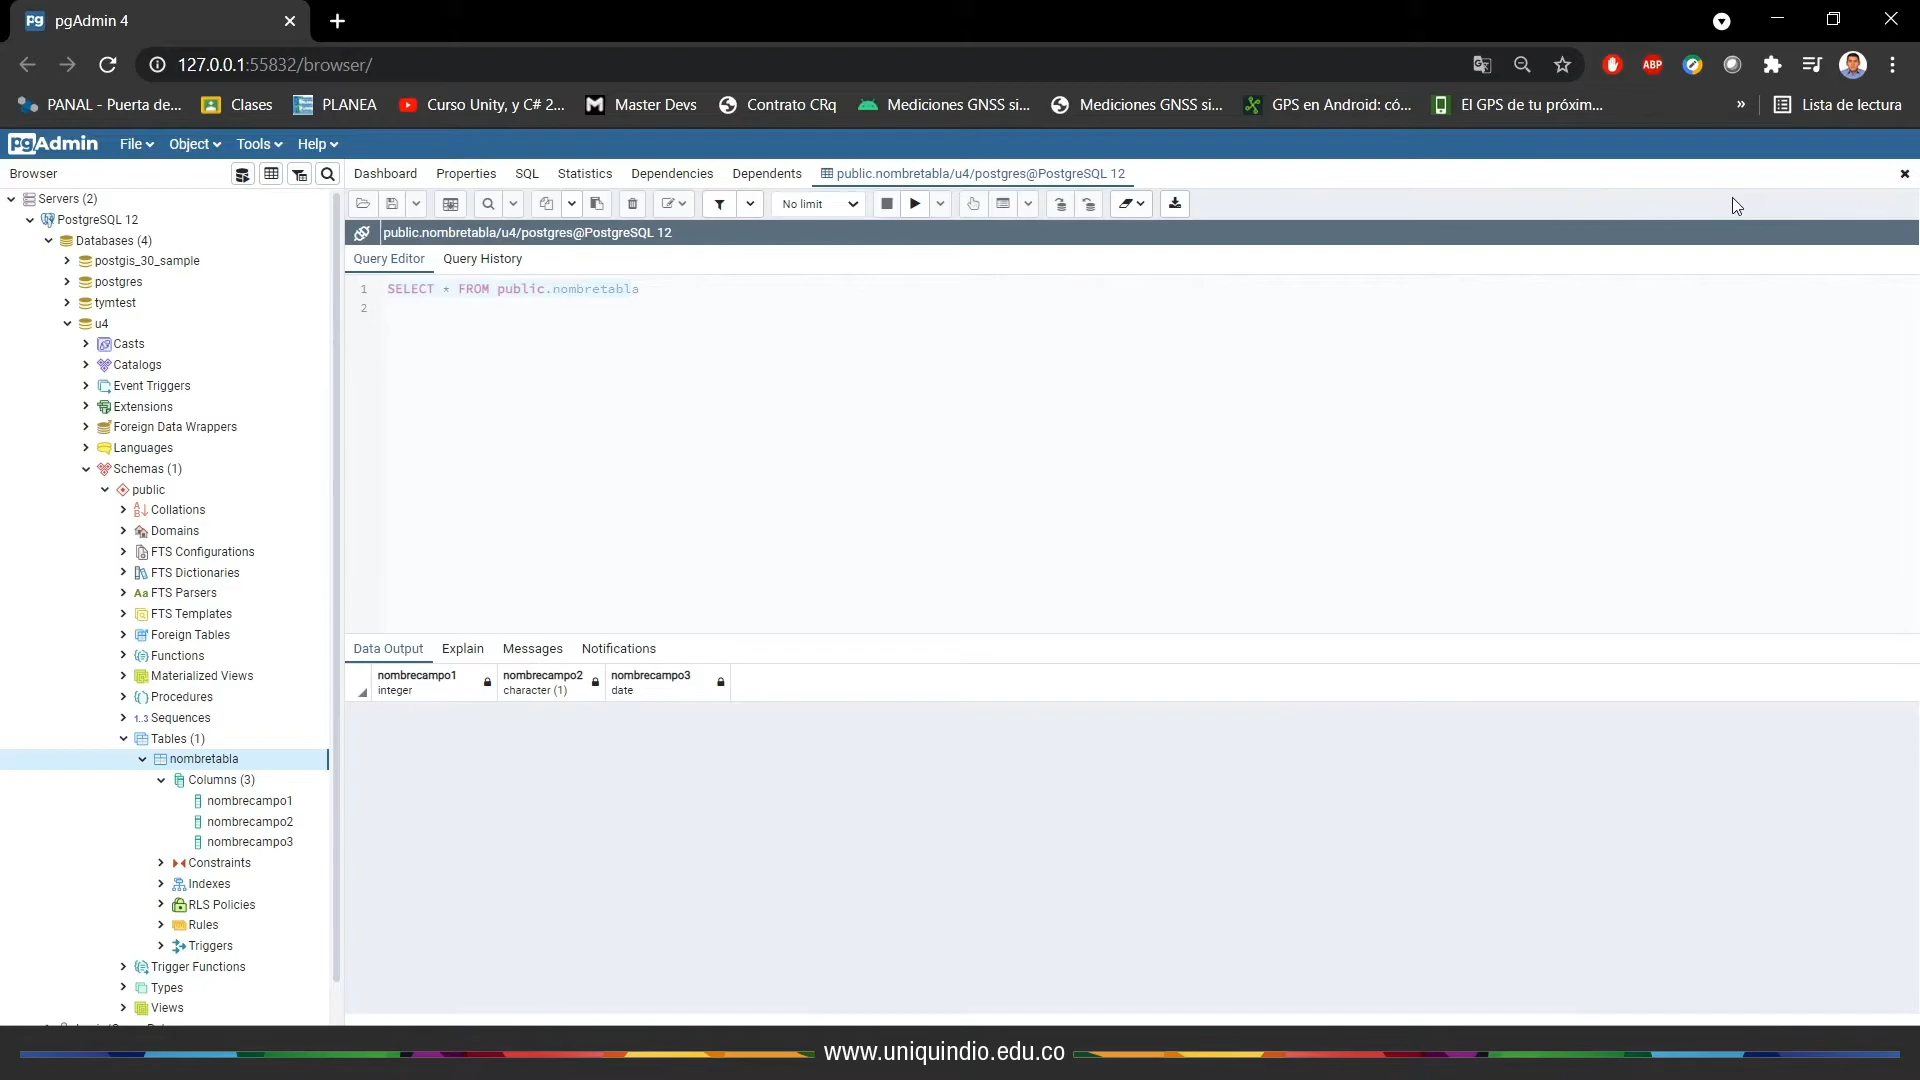 pgAdmin 4
127.0.0.1:55832/browser/
PANAL - Puerta de... Clases PLANEA Curso Unity, y C# 2... Master Devs Contrato CRq Mediciones GNSS si... Mediciones GNSS si... GPS en Android: có... El GPS de tu próxim... » Lista de lectura
pgAdmin File Object Tools Help
Browser
Dashboard Properties SQL Statistics Dependencies Dependents public.nombretabla/u4/postgres@PostgreSQL 12
No limit
public.nombretabla/u4/postgres@PostgreSQL 12
Query Editor Query History
1 SELECT * FROM public.nombretabla
2
Servers (2)
PostgreSQL 12
Databases (4)
postgis_30_sample
postgres
tymtest
u4
Casts
Catalogs
Event Triggers
Extensions
Foreign Data Wrappers
Languages
Schemas (1)
public
Collations
Domains
FTS Configurations
FTS Dictionaries
Aa FTS Parsers
FTS Templates
Foreign Tables
Functions
Materialized Views
Procedures
1..3 Sequences
Tables (1)
nombretabla
Columns (3)
nombrecampo1
nombrecampo2
nombrecampo3
Constraints
Indexes
RLS Policies
Rules
Triggers
Trigger Functions
Types
Views
Data Output Explain Messages Notifications
nombrecampo1 nombrecampo2 nombrecampo3
integer character (1) date
www.uniquindio.edu.co